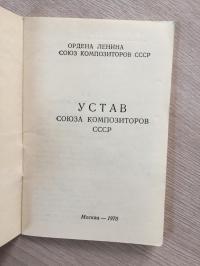 ОРДЕНА ЛЕНИНА
СОЮЗ КОМПОЗИТОРОВ СССР
УСТАВ
СОЮЗА КОМПОЗИТОРОВ
СССР
Москва — 1978